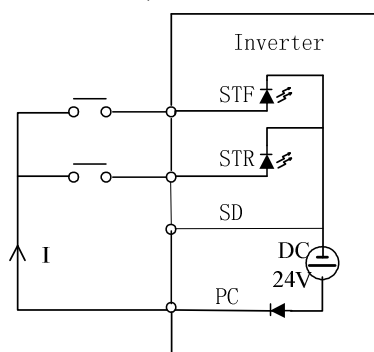 Inverter
STF
STR
SD
I
DC
24V
PC